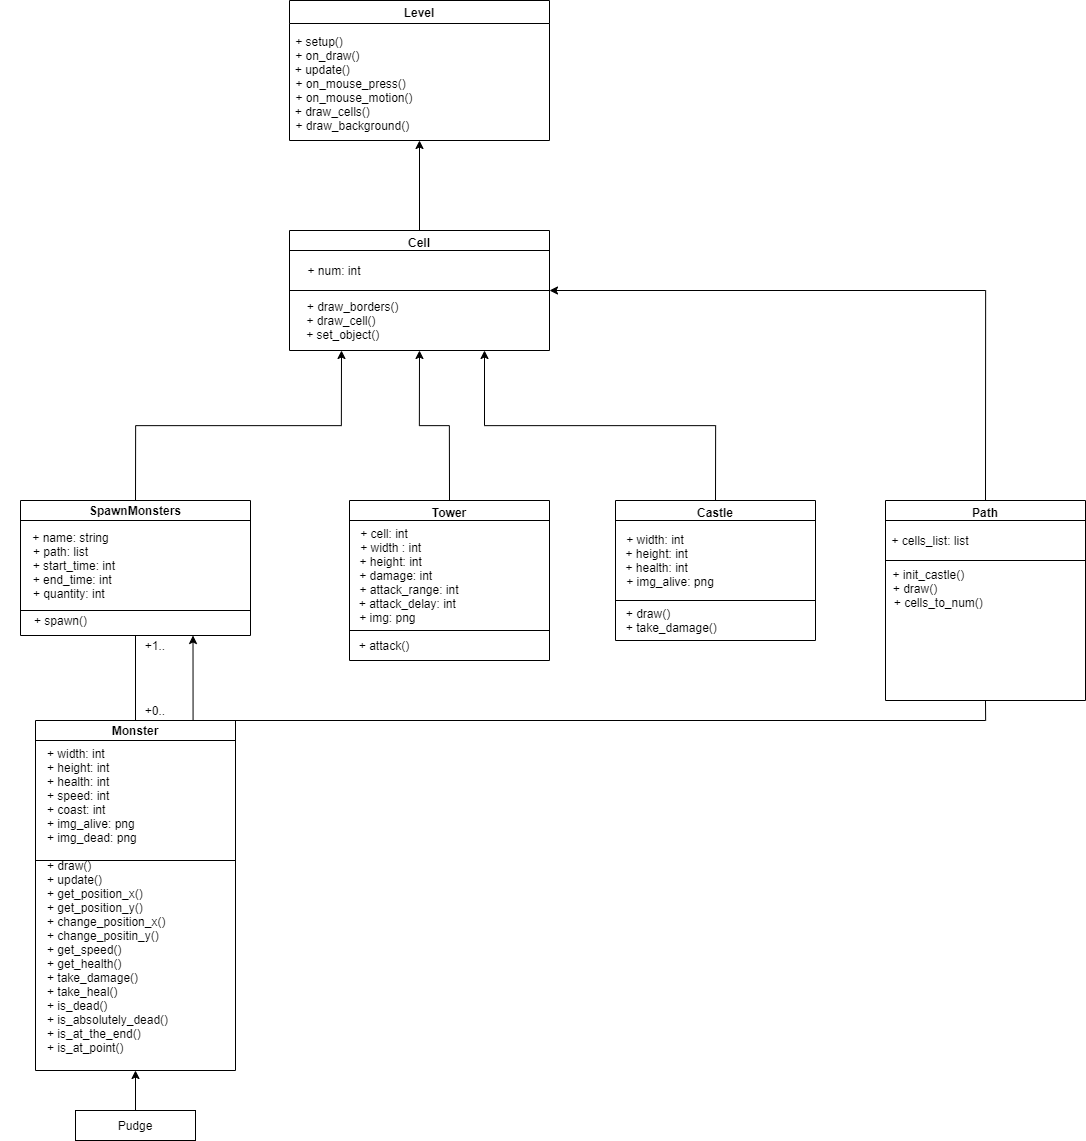 Level
+ setup()
+ on_draw()
+ update()
+ on_mouse_press()
+ on_mouse_motion()
+ draw_cells()
+ draw_background()
Cell
+ num: int
+ draw_borders()
+ draw_cell()
+ set_object()
SpawnMonsters
+ name: string
+ path: list
+ start_time: int
+ end_time: int
+ quantity: int
+ spawn()
Tower
+ cell: int
+ width : int
+ height: int
+ damage: int
+ attack_range: int
+ attack_delay: int
+ img: png
+ attack()
Castle
+ width: int
+ height: int
+ health: int
+ img_alive: png
+ draw()
+ take_damage()
Path
+ cells_list: list
+ init_castle()
+ draw()
+ cells_to_num()
+1..
+0..
Monster
+ width: int
+ height: int
+ health: int
+ speed: int
+ coast: int
+ img_alive: png
+ img_dead: png
+ draw()
+ update()
+ get_position_x()
+ get_position_y()
+ change_position_x()
+ change_positin_y()
+ get_speed()
+ get_health()
+ take_damage()
+ take_heal()
+ is_dead()
+ is_absolutely_dead()
+ is_at_the_end()
+ is_at_point()
Pudge